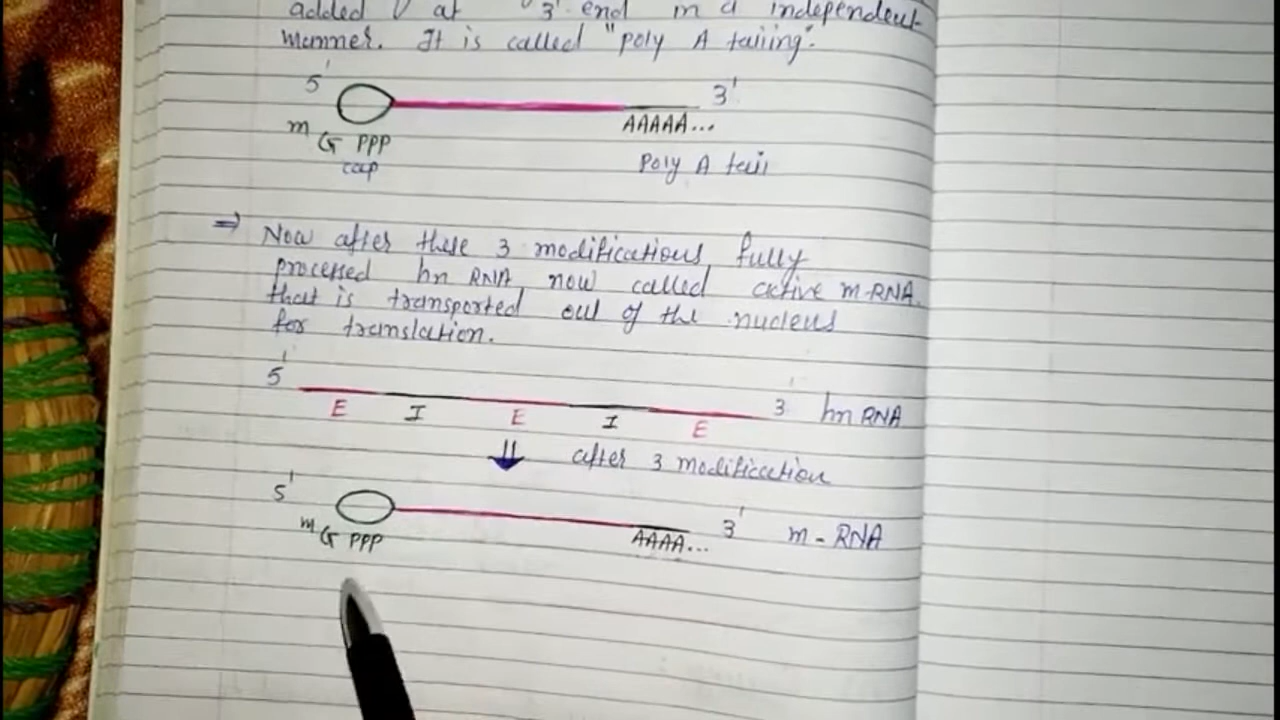 added at 3' end in a independent
manner. It is called "poly A tailing".
5' 3'
mG PPP AAAAA...
cap Poly A tail
⇒ Now after these 3 modifications, fully
processed hn RNA, now called active m-RNA.
that is transported out of the nucleus
for translation.
5' 3' hn RNA
E I E I E
after 3 modification
5' 3' m-RNA
mG PPP AAAA...